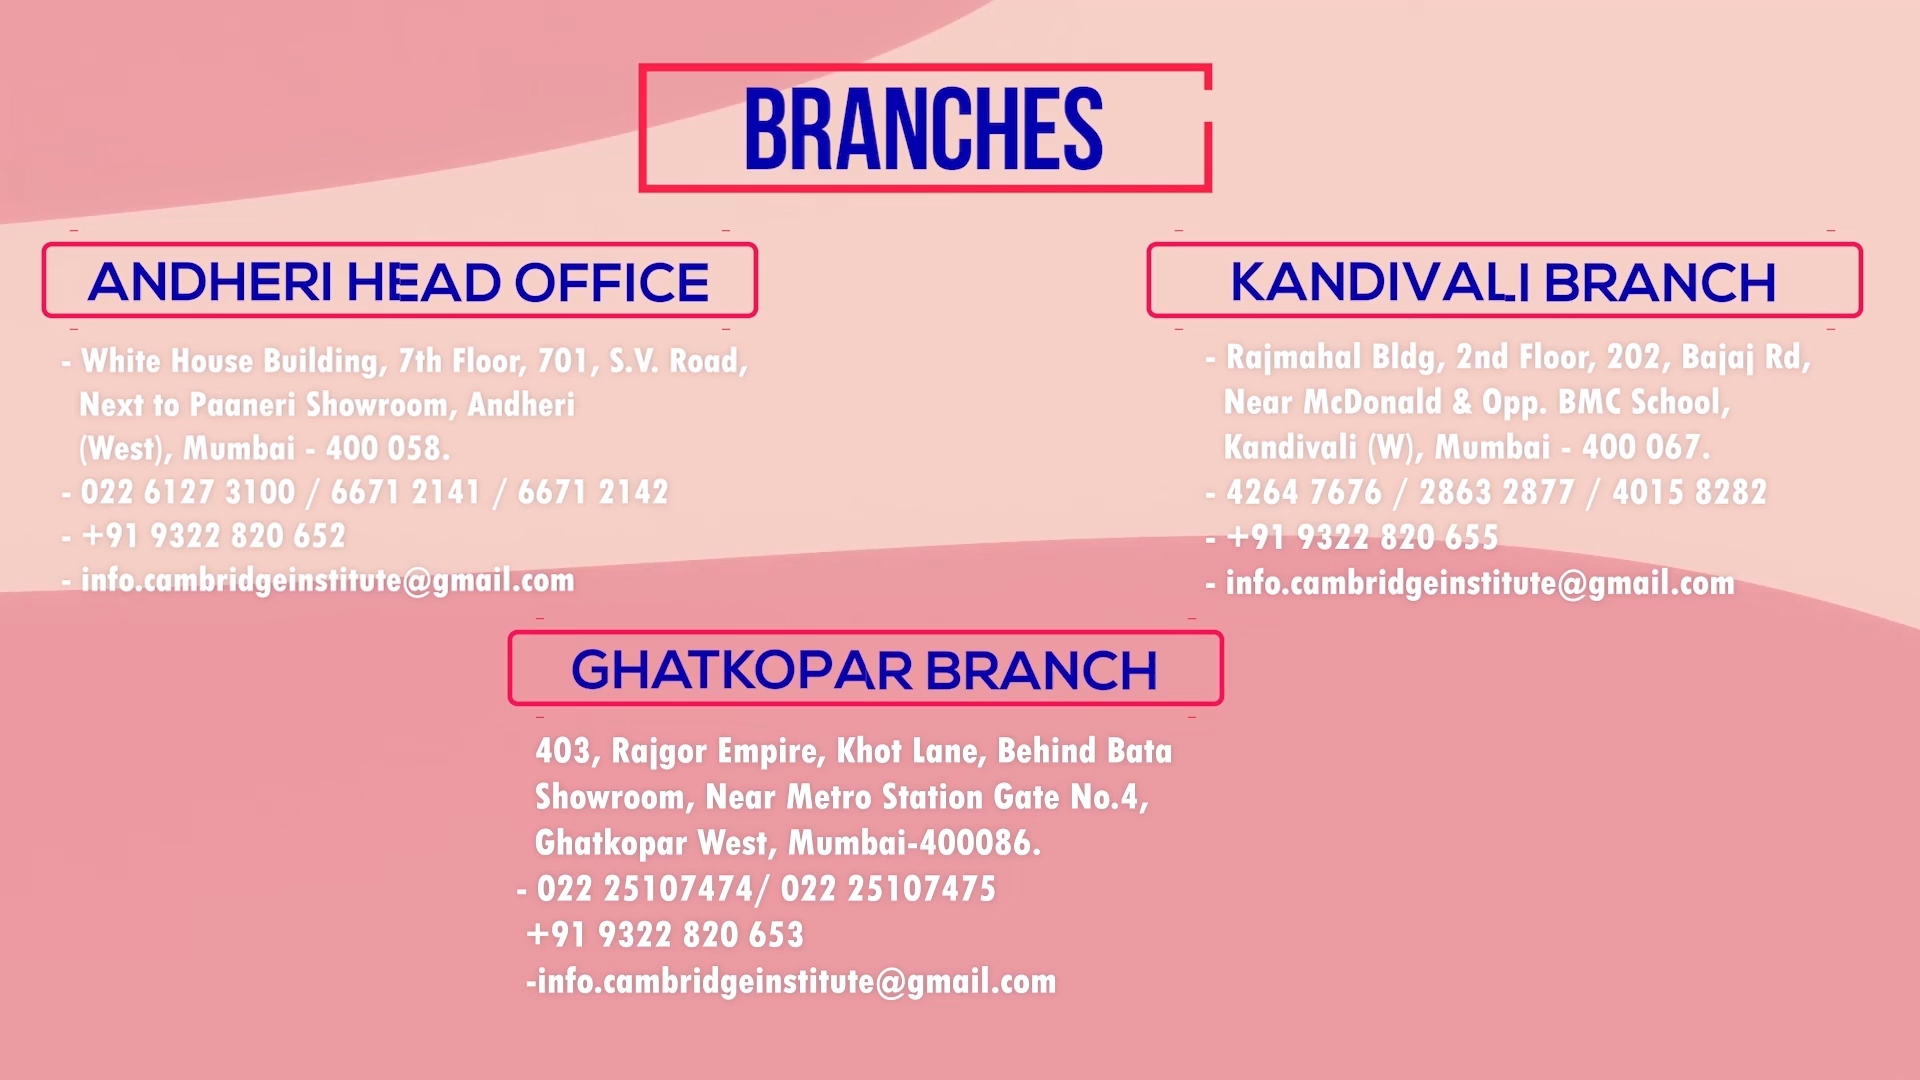 BRANCHES
ANDHERI HEAD OFFICE
- White House Building, 7th Floor, 701, S.V. Road,
Next to Paaneri Showroom, Andheri
(West), Mumbai - 400 058.
- 022 6127 3100 / 6671 2141 / 6671 2142
- +91 9322 820 652
- info.cambridgeinstitute@gmail.com
KANDIVALI BRANCH
- Rajmahal Bldg, 2nd Floor, 202, Bajaj Rd,
Near McDonald & Opp. BMC School,
Kandivali (W), Mumbai - 400 067.
- 4264 7676 / 2863 2877 / 4015 8282
- +91 9322 820 655
- info.cambridgeinstitute@gmail.com
GHATKOPAR BRANCH
403, Rajgor Empire, Khot Lane, Behind Bata
Showroom, Near Metro Station Gate No.4,
Ghatkopar West, Mumbai-400086.
- 022 25107474/ 022 25107475
+91 9322 820 653
-info.cambridgeinstitute@gmail.com